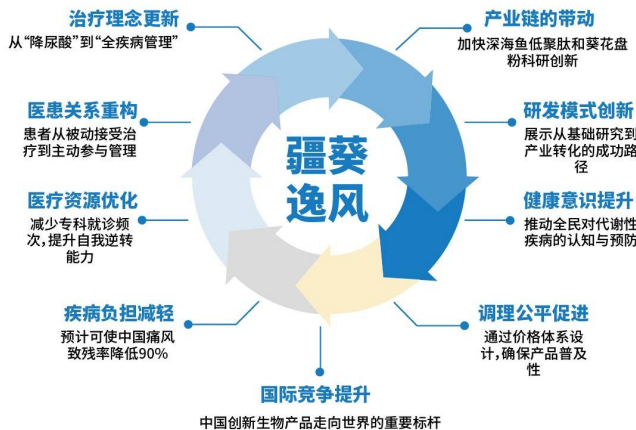 治疗理念更新
从“降尿酸”到“全疾病管理”
产业链的带动
加快深海鱼低聚肽和葵花盘
粉科研创新
医患关系重构
患者从被动接受治
疗到主动参与管理
研发模式创新
展示从基础研究到
产业转化的成功路
径
疆葵
逸风
医疗资源优化
减少专科就诊频
次,提升自我逆转
能力
健康意识提升
推动全民对代谢性
疾病的认知与预防
疾病负担减轻
预计可使中国痛风
致残率降低90%
调理公平促进
通过价格体系设
计,确保产品普及
性
国际竞争提升
中国创新生物产品走向世界的重要标杆